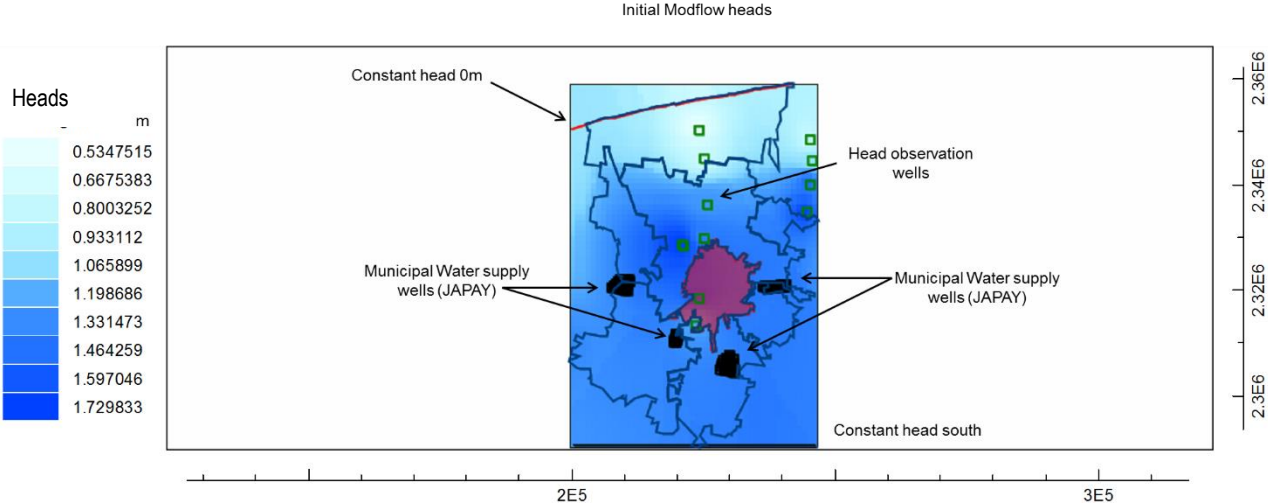 Initial Modflow heads
Constant head 0m
Heads
m
0.5347515
0.6675383
0.8003252
0.933112
1.065899
1.198686
1.331473
1.464259
1.597046
1.729833
Head observation
wells
Municipal Water supply
wells (JAPAY)
Municipal Water supply
wells (JAPAY)
Constant head south
2.36E6
2.34E6
2.32E6
2.3E6
2E5
3E5